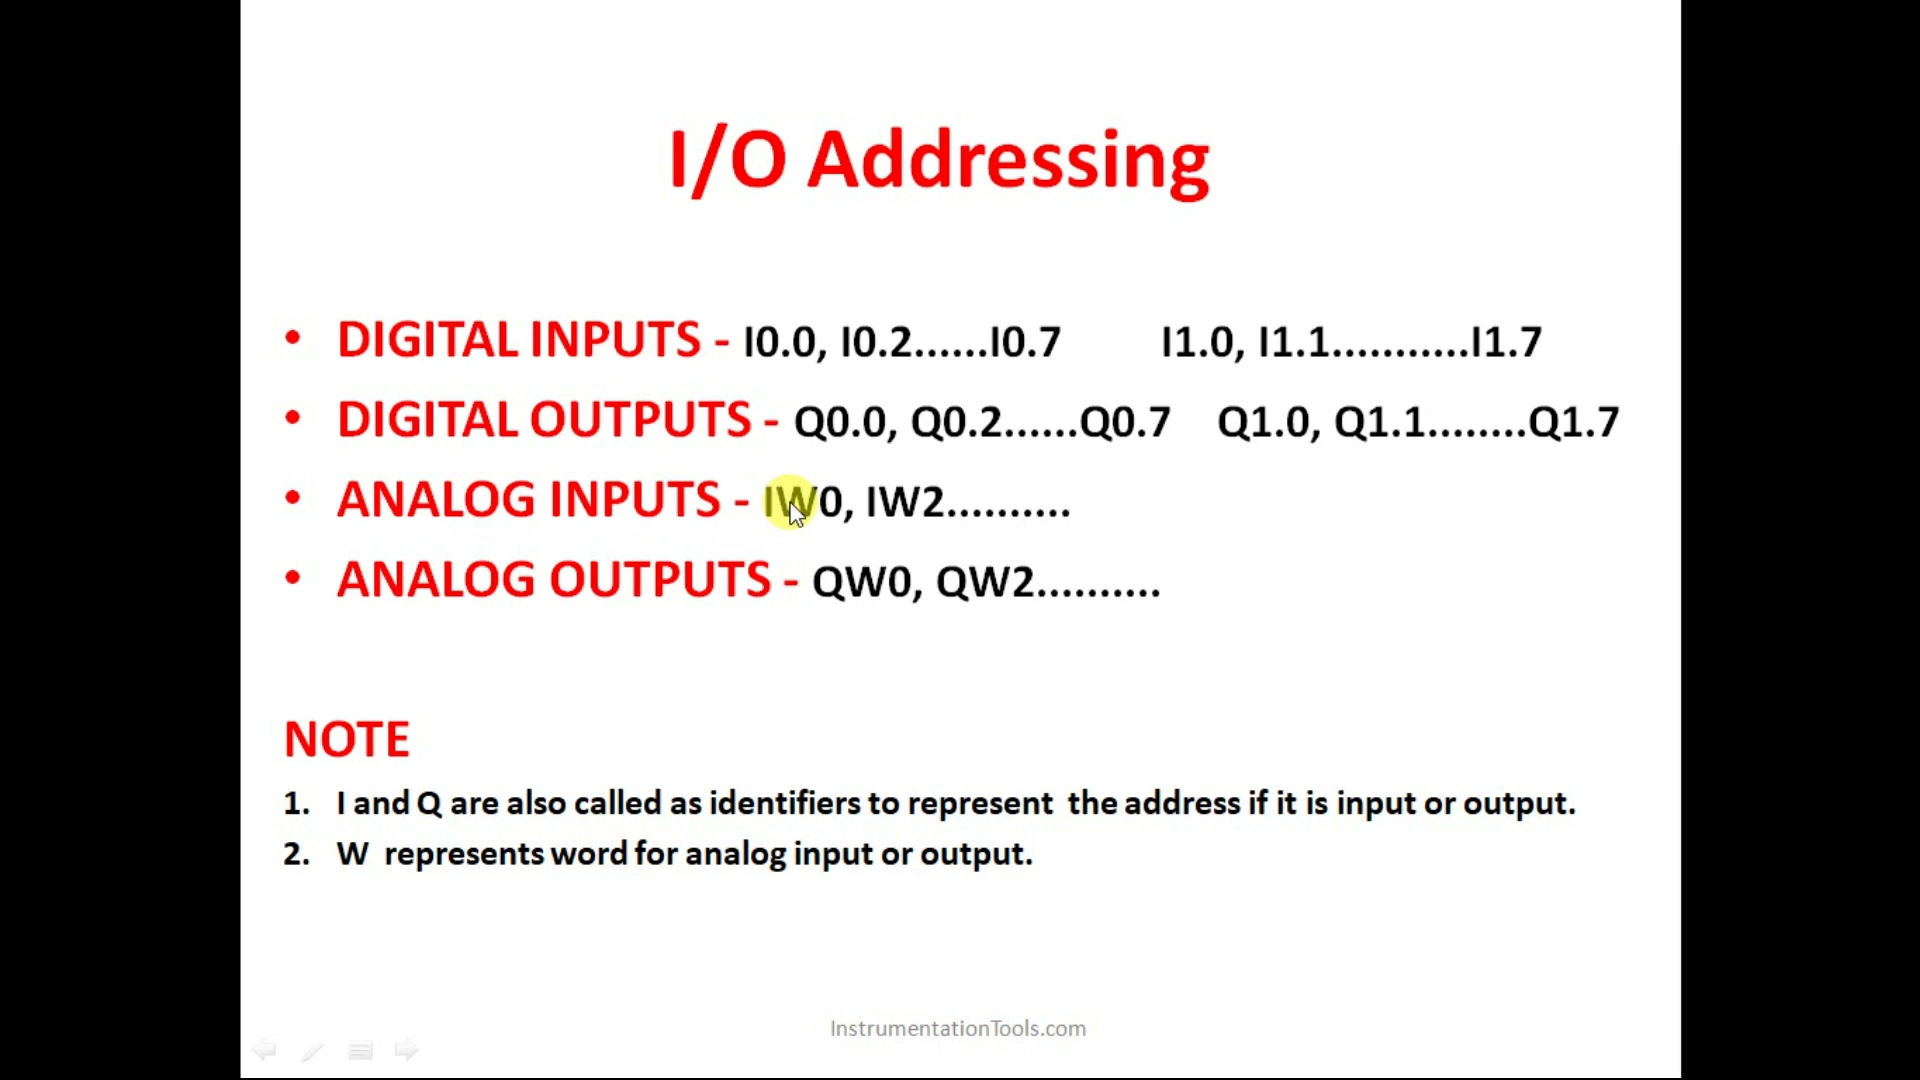 I/O Addressing
• DIGITAL INPUTS - I0.0, I0.2......I0.7 I1.0, I1.1...........I1.7
• DIGITAL OUTPUTS - Q0.0, Q0.2......Q0.7 Q1.0, Q1.1........Q1.7
• ANALOG INPUTS - IW0, IW2..........
• ANALOG OUTPUTS - QW0, QW2..........
NOTE
1. I and Q are also called as identifiers to represent the address if it is input or output.
2. W represents word for analog input or output.
InstrumentationTools.com